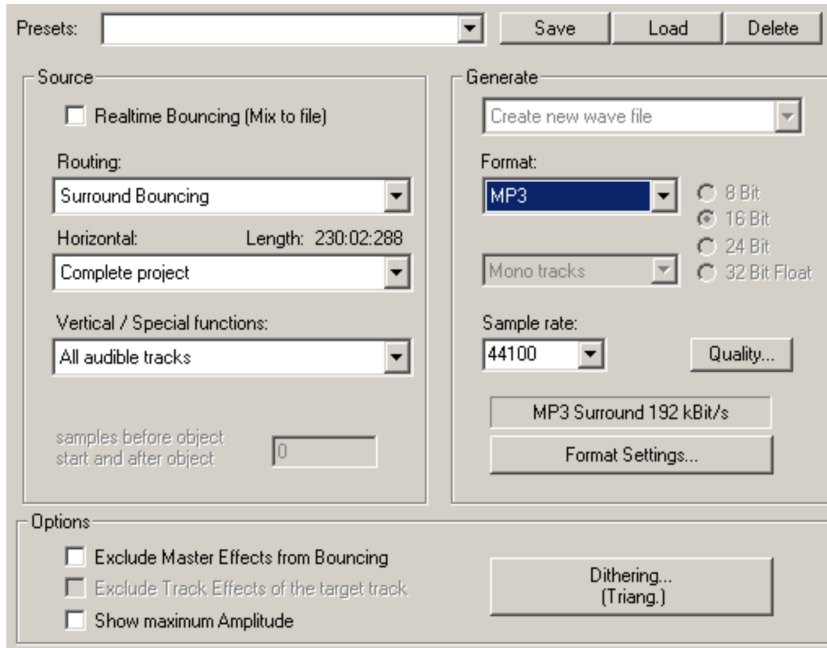 Presets:
Save
Load
Delete
Source
Realtime Bouncing (Mix to file)
Routing:
Surround Bouncing
Horizontal: Length: 230:02:288
Complete project
Vertical / Special functions:
All audible tracks
samples before object
start and after object
0
Generate
Create new wave file
Format:
MP3
8 Bit
16 Bit
24 Bit
32 Bit Float
Mono tracks
Sample rate:
44100
Quality...
MP3 Surround 192 kBit/s
Format Settings...
Options
Exclude Master Effects from Bouncing
Exclude Track Effects of the target track
Show maximum Amplitude
Dithering...
(Triang.)